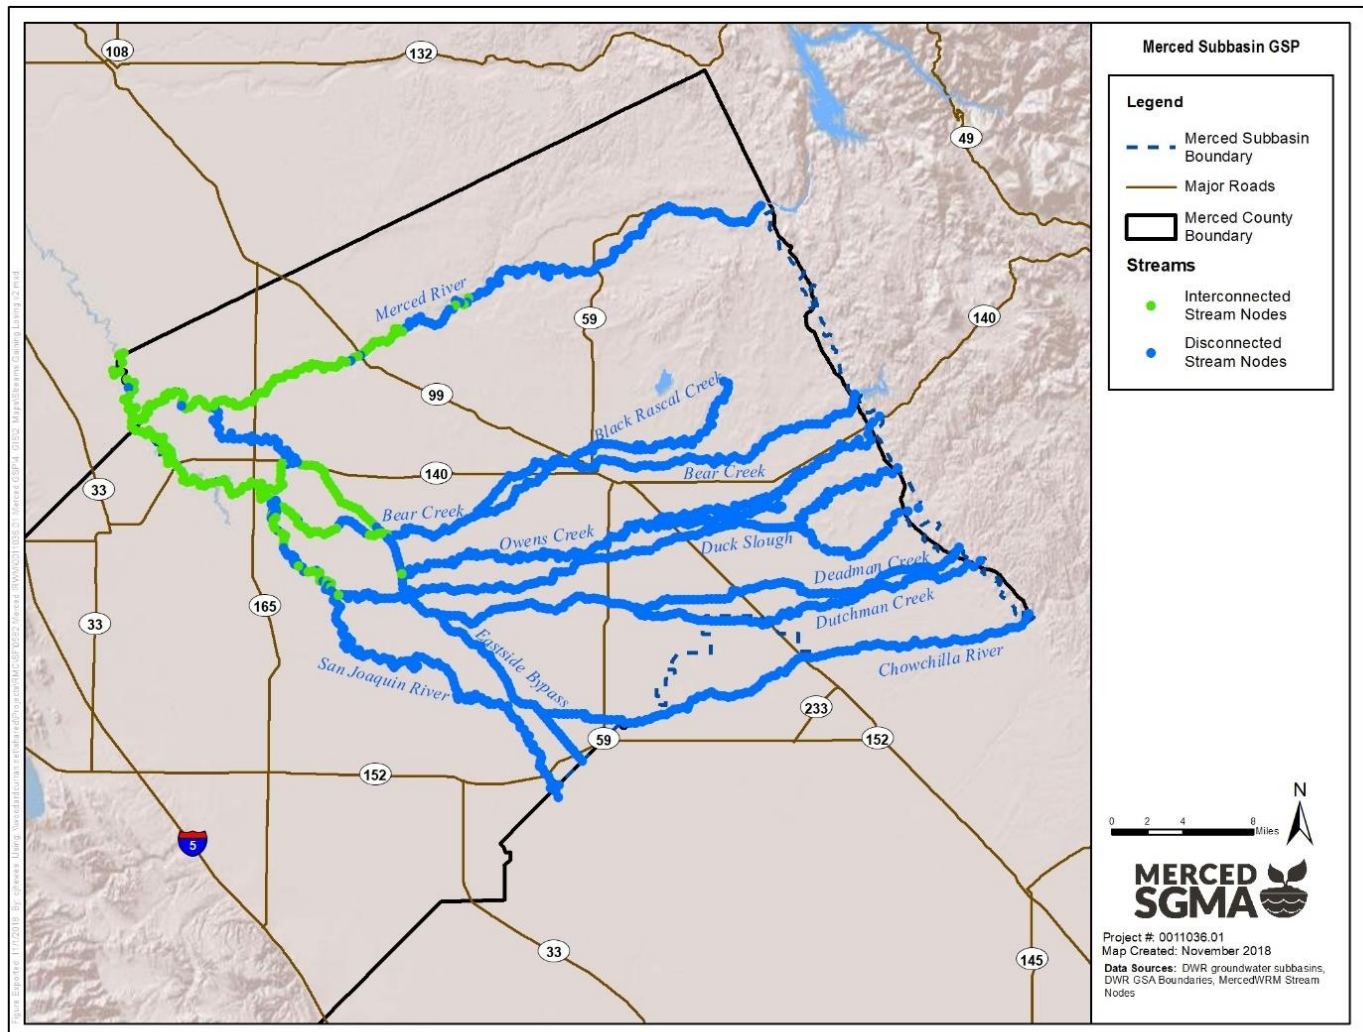 Merced Subbasin GSP
Legend
Merced Subbasin
Boundary
Major Roads
Merced County
Boundary
Streams
Interconnected
Stream Nodes
Disconnected
Stream Nodes
108
132
49
Merced River
59
140
99
Black Rascal Creek
33
140
Bear Creek
Bear Creek
Owens Creek
Duck Slough
Deadman Creek
165
Dutchman Creek
33
Eastside Bypass
San Joaquin River
Chowchilla River
233
59
152
152
5
33
145
N
0 2 4 8
Miles
MERCED
SGMA
Project #: 0011036.01
Map Created: November 2018
Data Sources: DWR groundwater subbasins,
DWR GSA Boundaries, MercedWRM Stream
Nodes